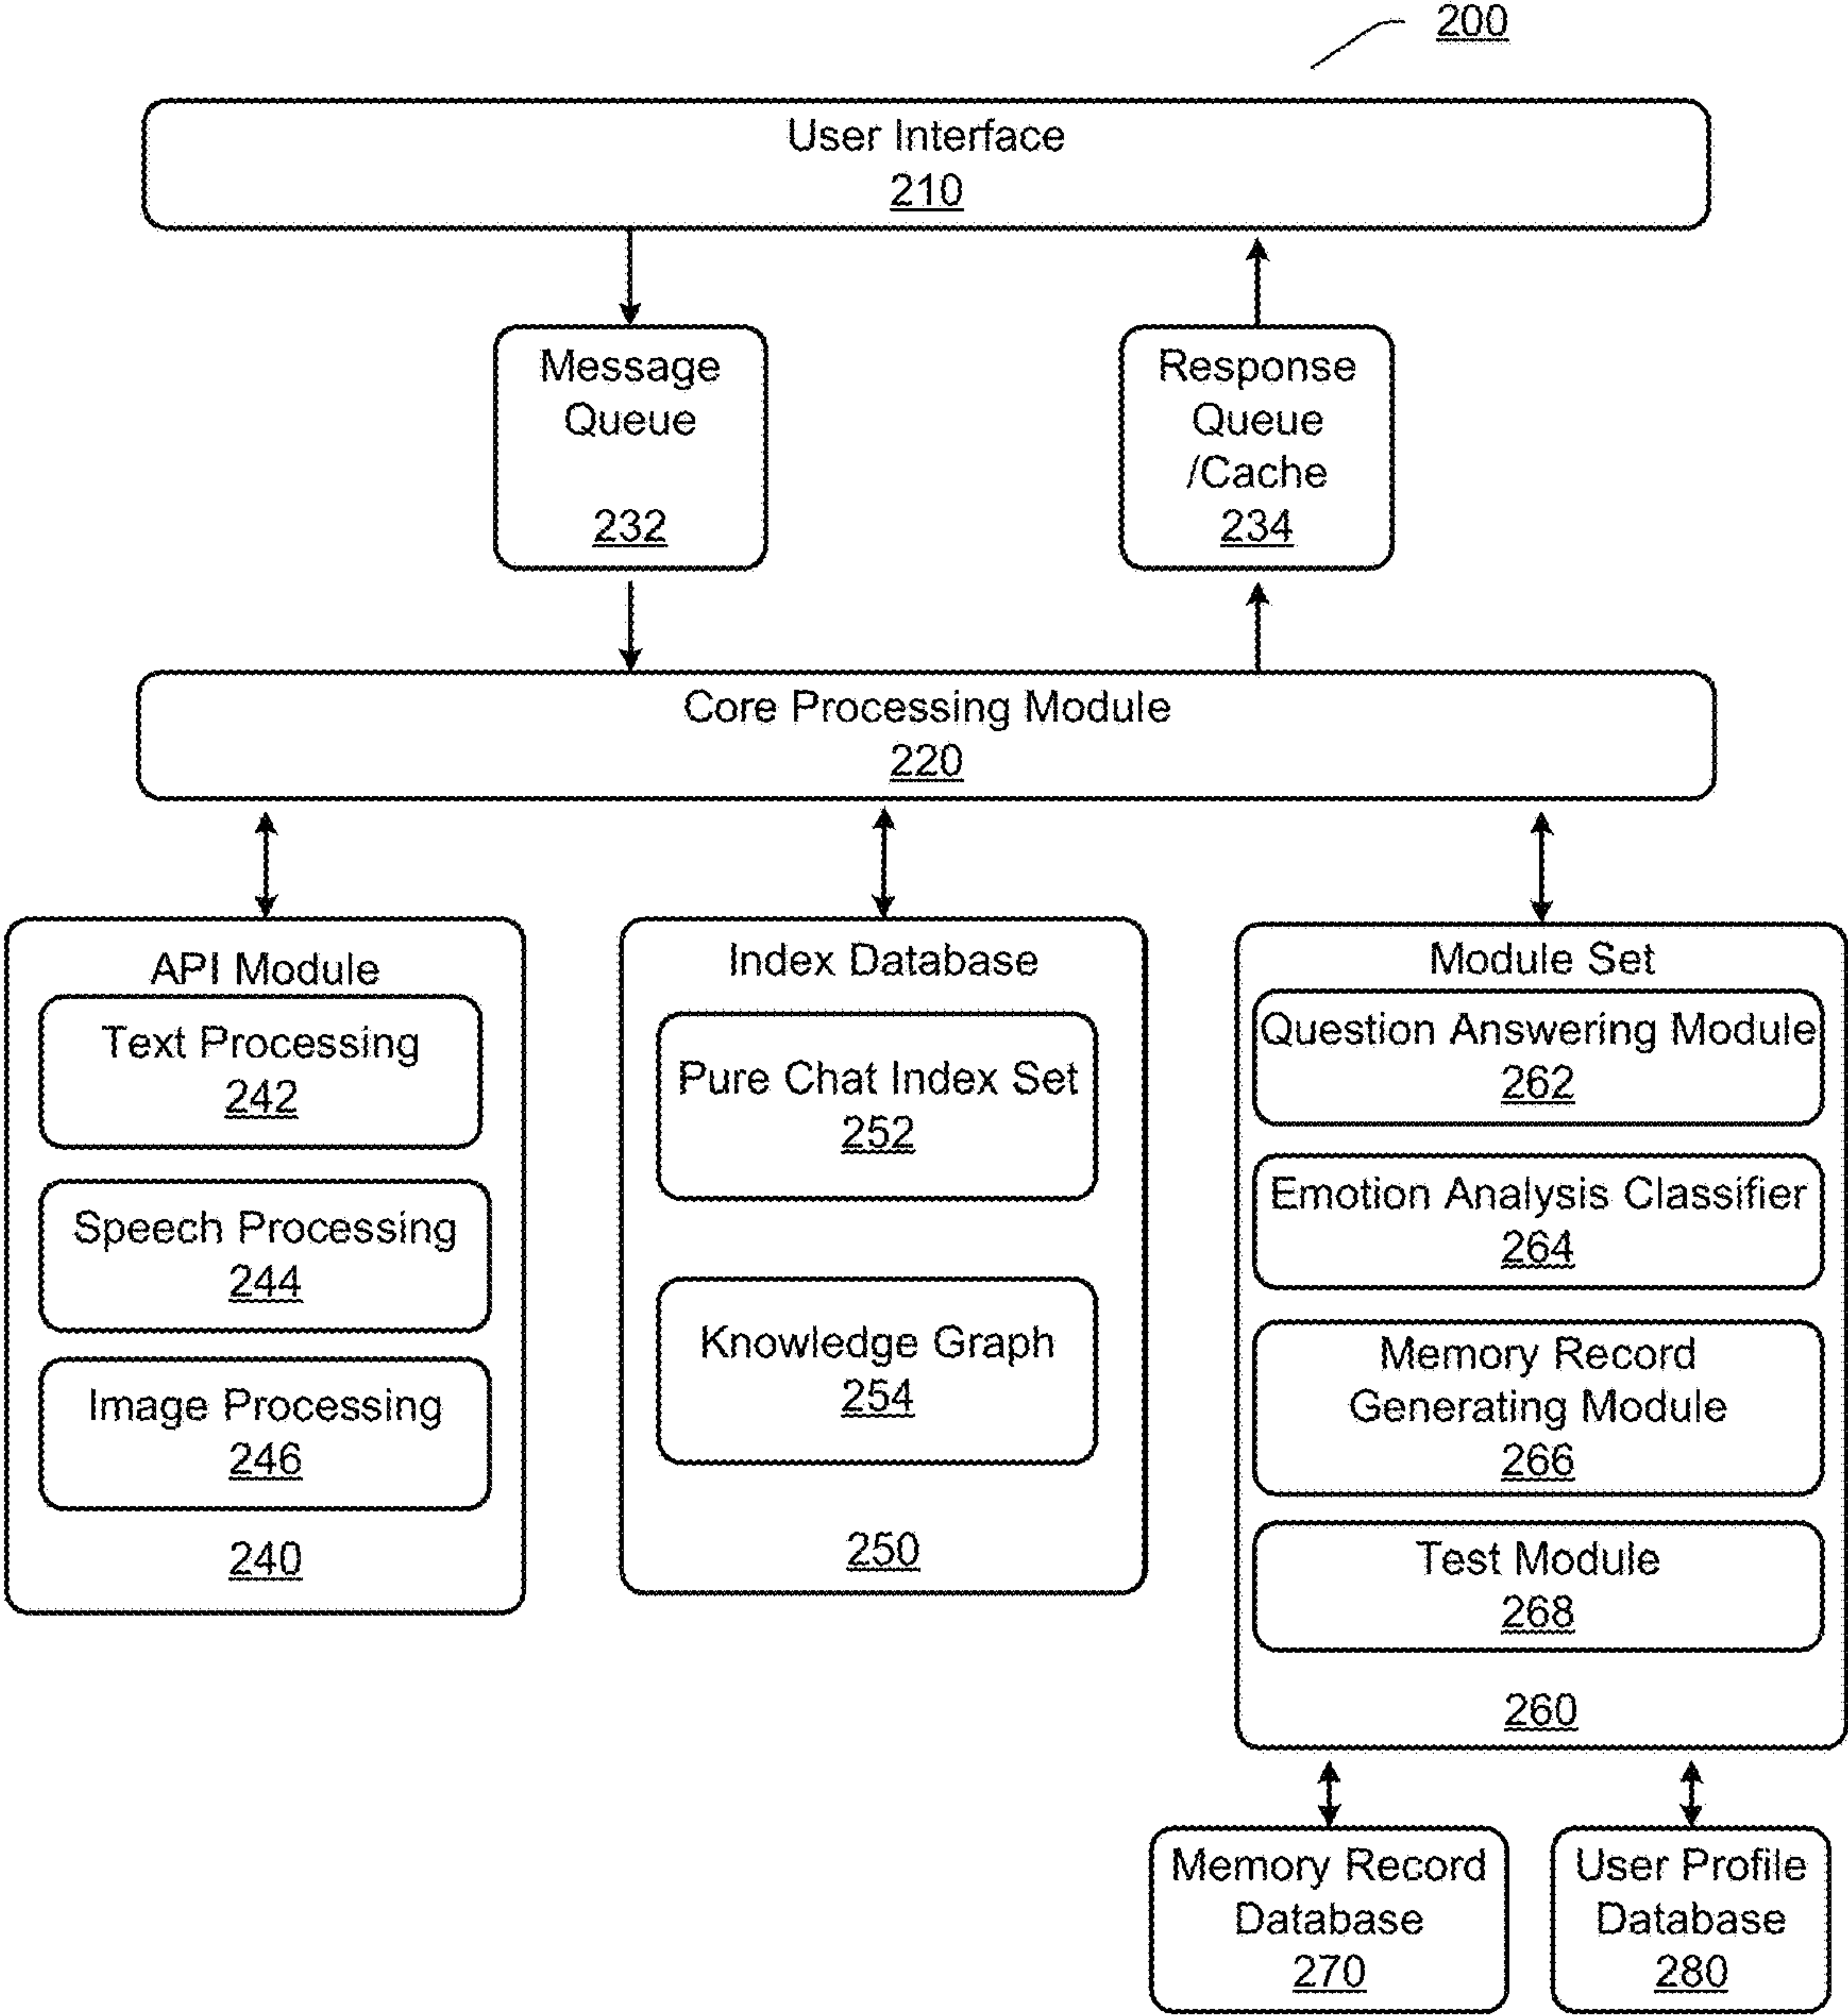 200
User Interface
210
Message
Queue
232
Response
Queue
/Cache
234
Core Processing Module
220
API Module
Text Processing
242
Speech Processing
244
Image Processing
246
240
Index Database
Pure Chat Index Set
252
Knowledge Graph
254
250
Module Set
Question Answering Module
262
Emotion Analysis Classifier
264
Memory Record
Generating Module
266
Test Module
268
260
Memory Record
Database
270
User Profile
Database
280